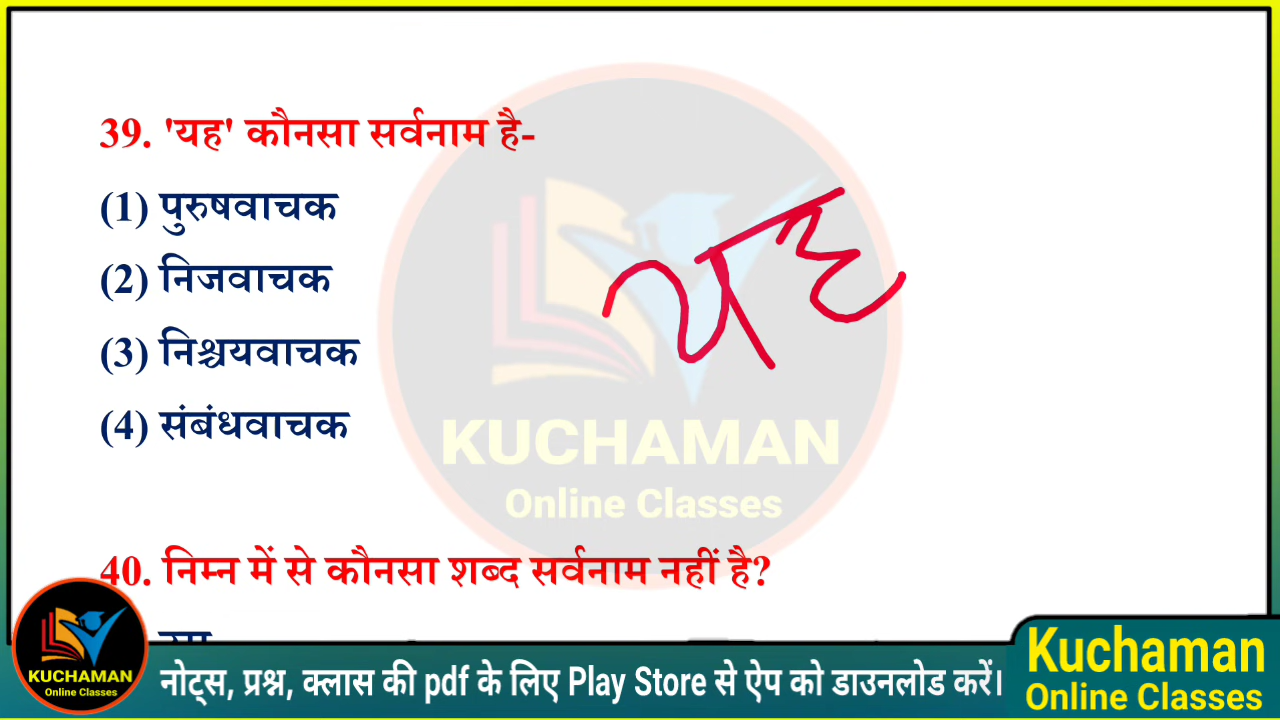 39. 'यह' कौनसा सर्वनाम है-
(1) पुरुषवाचक
(2) निजवाचक
(3) निश्चयवाचक
(4) संबंधवाचक
यह
KUCHAMAN
Online Classes
40. निम्न में से कौनसा शब्द सर्वनाम नहीं है?
KUCHAMAN
Online Classes
नोट्स, प्रश्न, क्लास की pdf के लिए Play Store से ऐप को डाउनलोड करें।
Kuchaman
Online Classes